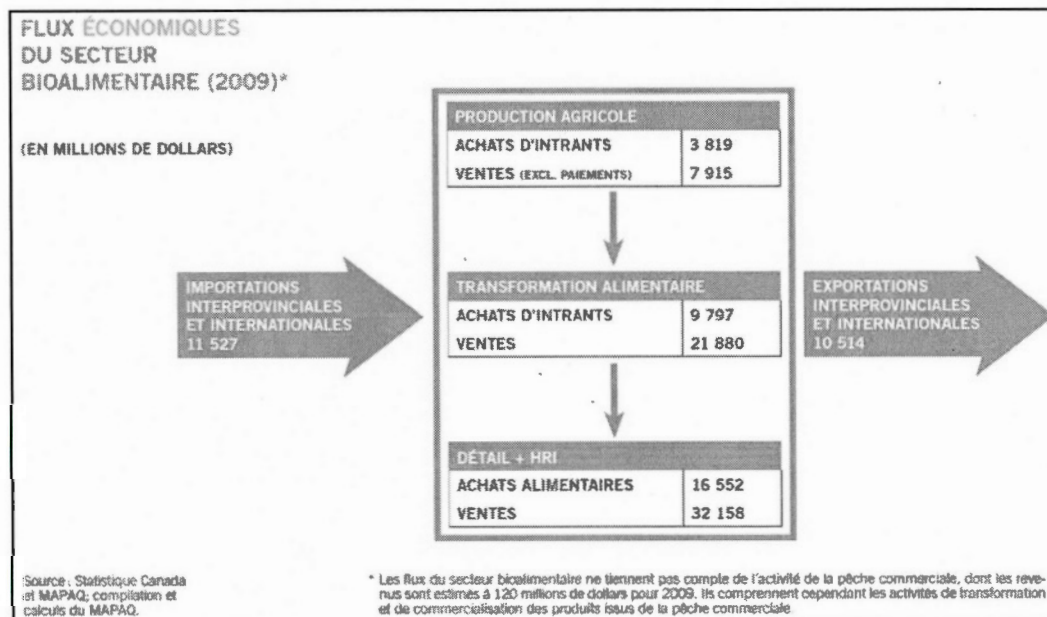 FLUX ÉCONOMIQUES
DU SECTEUR
BIOALIMENTAIRE (2009)*
(EN MILLIONS DE DOLLARS)
PRODUCTION AGRICOLE
ACHATS D'INTRANTS 3 819
VENTES (EXCL. PAIEMENTS) 7 915
IMPORTATIONS
INTERPROVINCIALES
ET INTERNATIONALES
11 527
TRANSFORMATION ALIMENTAIRE
ACHATS D'INTRANTS 9 797
VENTES 21 880
EXPORTATIONS
INTERPROVINCIALES
ET INTERNATIONALES
10 514
DÉTAIL + HRI
ACHATS ALIMENTAIRES 16 552
VENTES 32 158
Source : Statistique Canada
et MAPAQ; compilation et
calculs du MAPAQ.
* Les flux du secteur bioalimentaire ne tiennent pas compte de l'activité de la pêche commerciale, dont les reve-
nus sont estimés à 120 millions de dollars pour 2009. Ils comprennent cependant les activités de transformation
et de commercialisation des produits issus de la pêche commerciale.